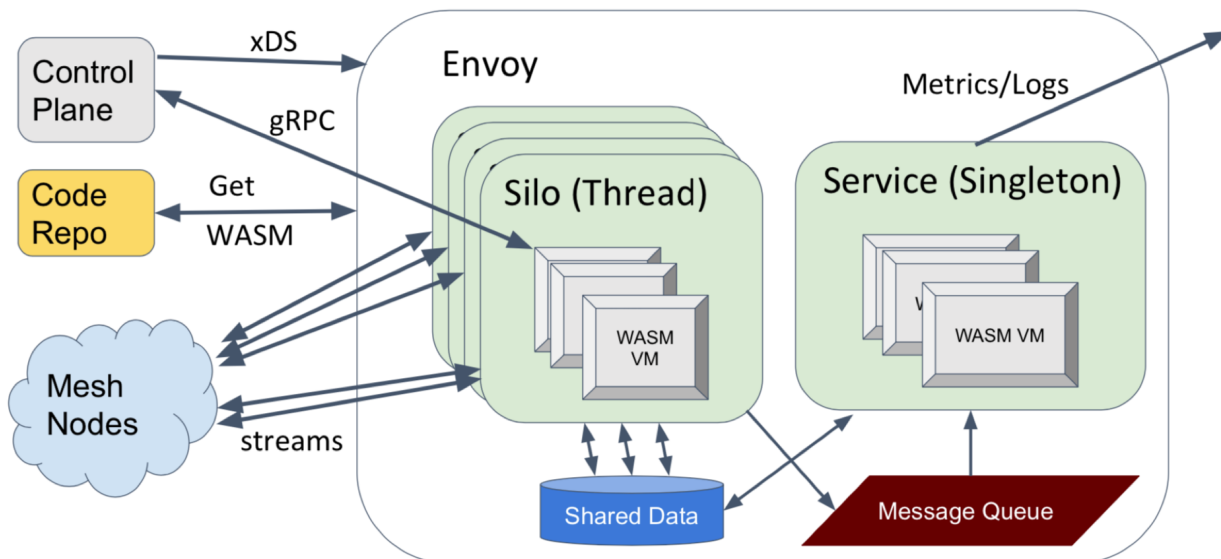 xDS
Control
Plane
Envoy
Metrics/Logs
gRPC
Code
Repo
Get
WASM
Silo (Thread)
Service (Singleton)
WASM
VM
WASM VM
Mesh
Nodes
streams
Shared Data
Message Queue